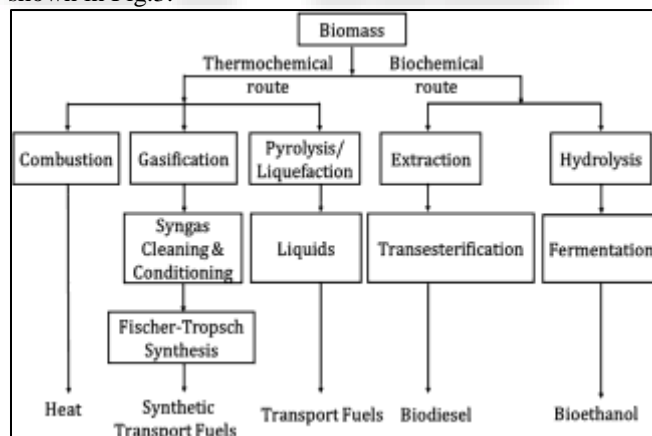 shown in Fig.3.
Biomass
Thermochemical
route
Biochemical
route
Combustion
Gasification
Pyrolysis/
Liquefaction
Extraction
Hydrolysis
Syngas
Cleaning &
Conditioning
Liquids
Transesterification
Fermentation
Fischer-Tropsch
Synthesis
Heat
Synthetic
Transport Fuels
Transport Fuels
Biodiesel
Bioethanol